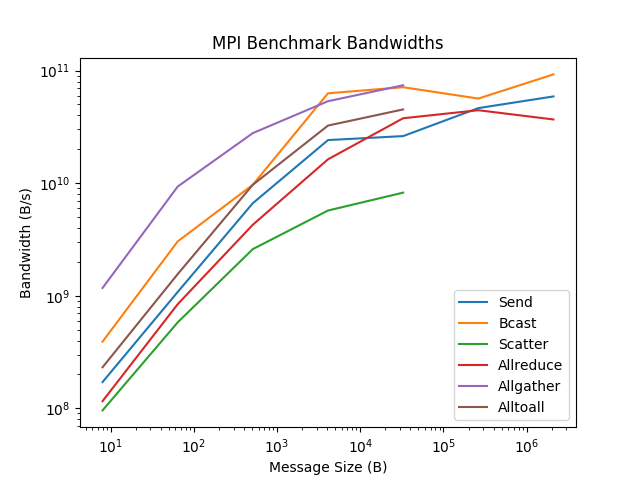 MPI Benchmark Bandwidths
Bandwidth (B/s)
10¹¹
10¹⁰
10⁹
10⁸
10¹ 10² 10³ 10⁴ 10⁵ 10⁶
Message Size (B)
Send
Bcast
Scatter
Allreduce
Allgather
Alltoall